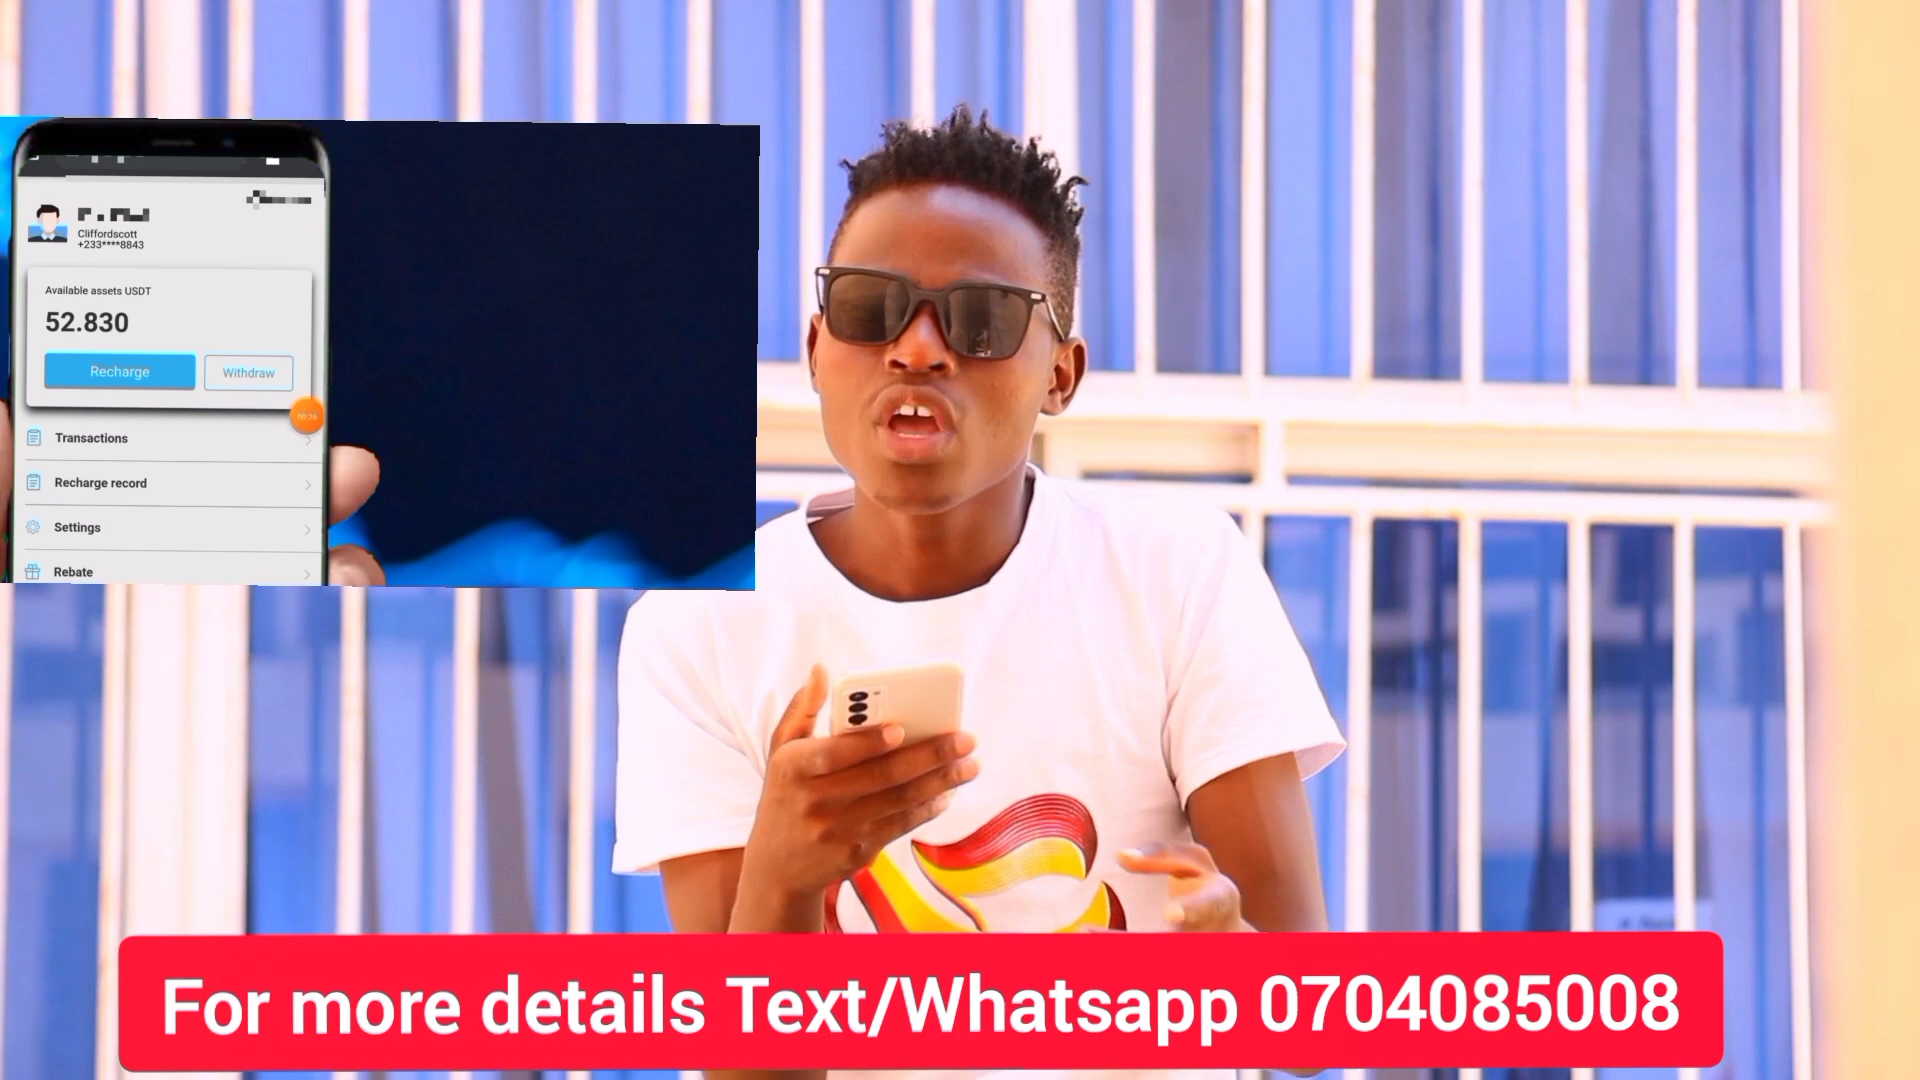 Cliffordscott
+233****8843
Available assets USDT
52.830
Recharge
Withdraw
Transactions
Recharge record
Settings
Rebate
For more details Text/Whatsapp 0704085008